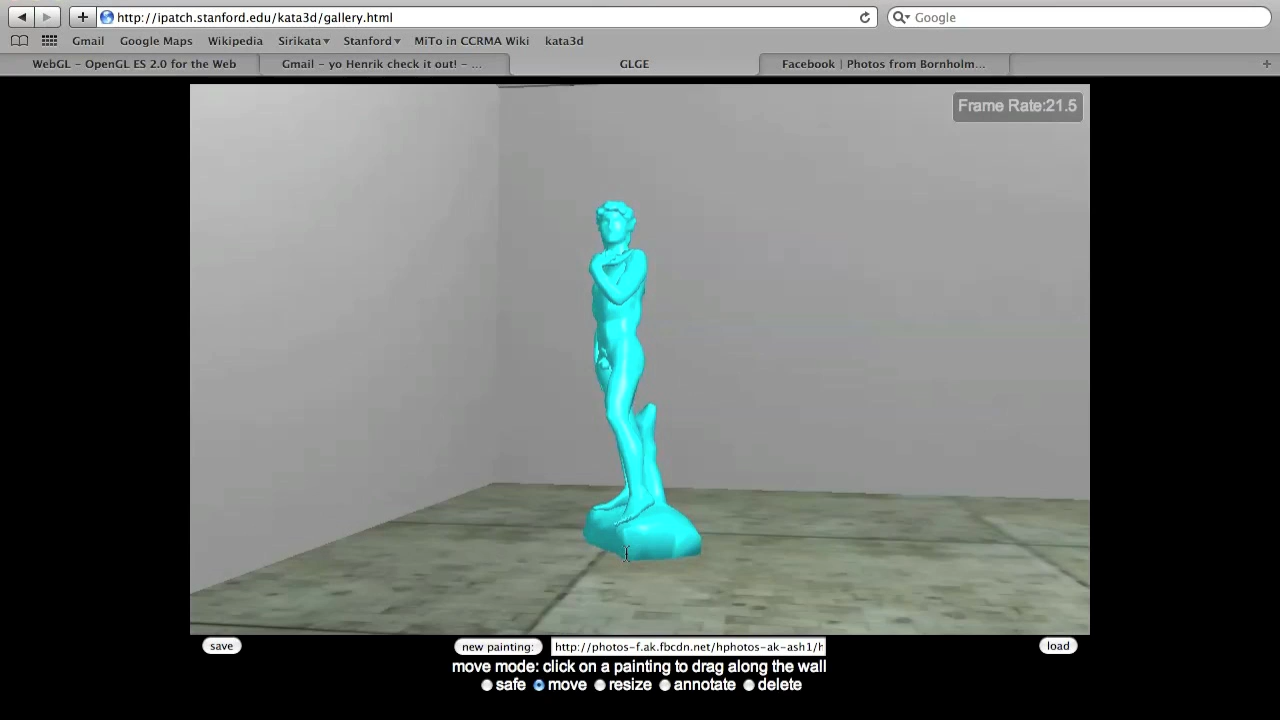 http://ipatch.stanford.edu/kata3d/gallery.html
Google
Gmail Google Maps Wikipedia Sirikata▾ Stanford▾ MiTo in CCRMA Wiki kata3d
WebGL – OpenGL ES 2.0 for the Web Gmail – yo Henrik check it out! – ... GLGE Facebook | Photos from Bornholm...
Frame Rate:21.5
save new painting: http://photos-f.ak.fbcdn.net/hphotos-ak-ash1/h load
move mode: click on a painting to drag along the wall
safe move resize annotate delete